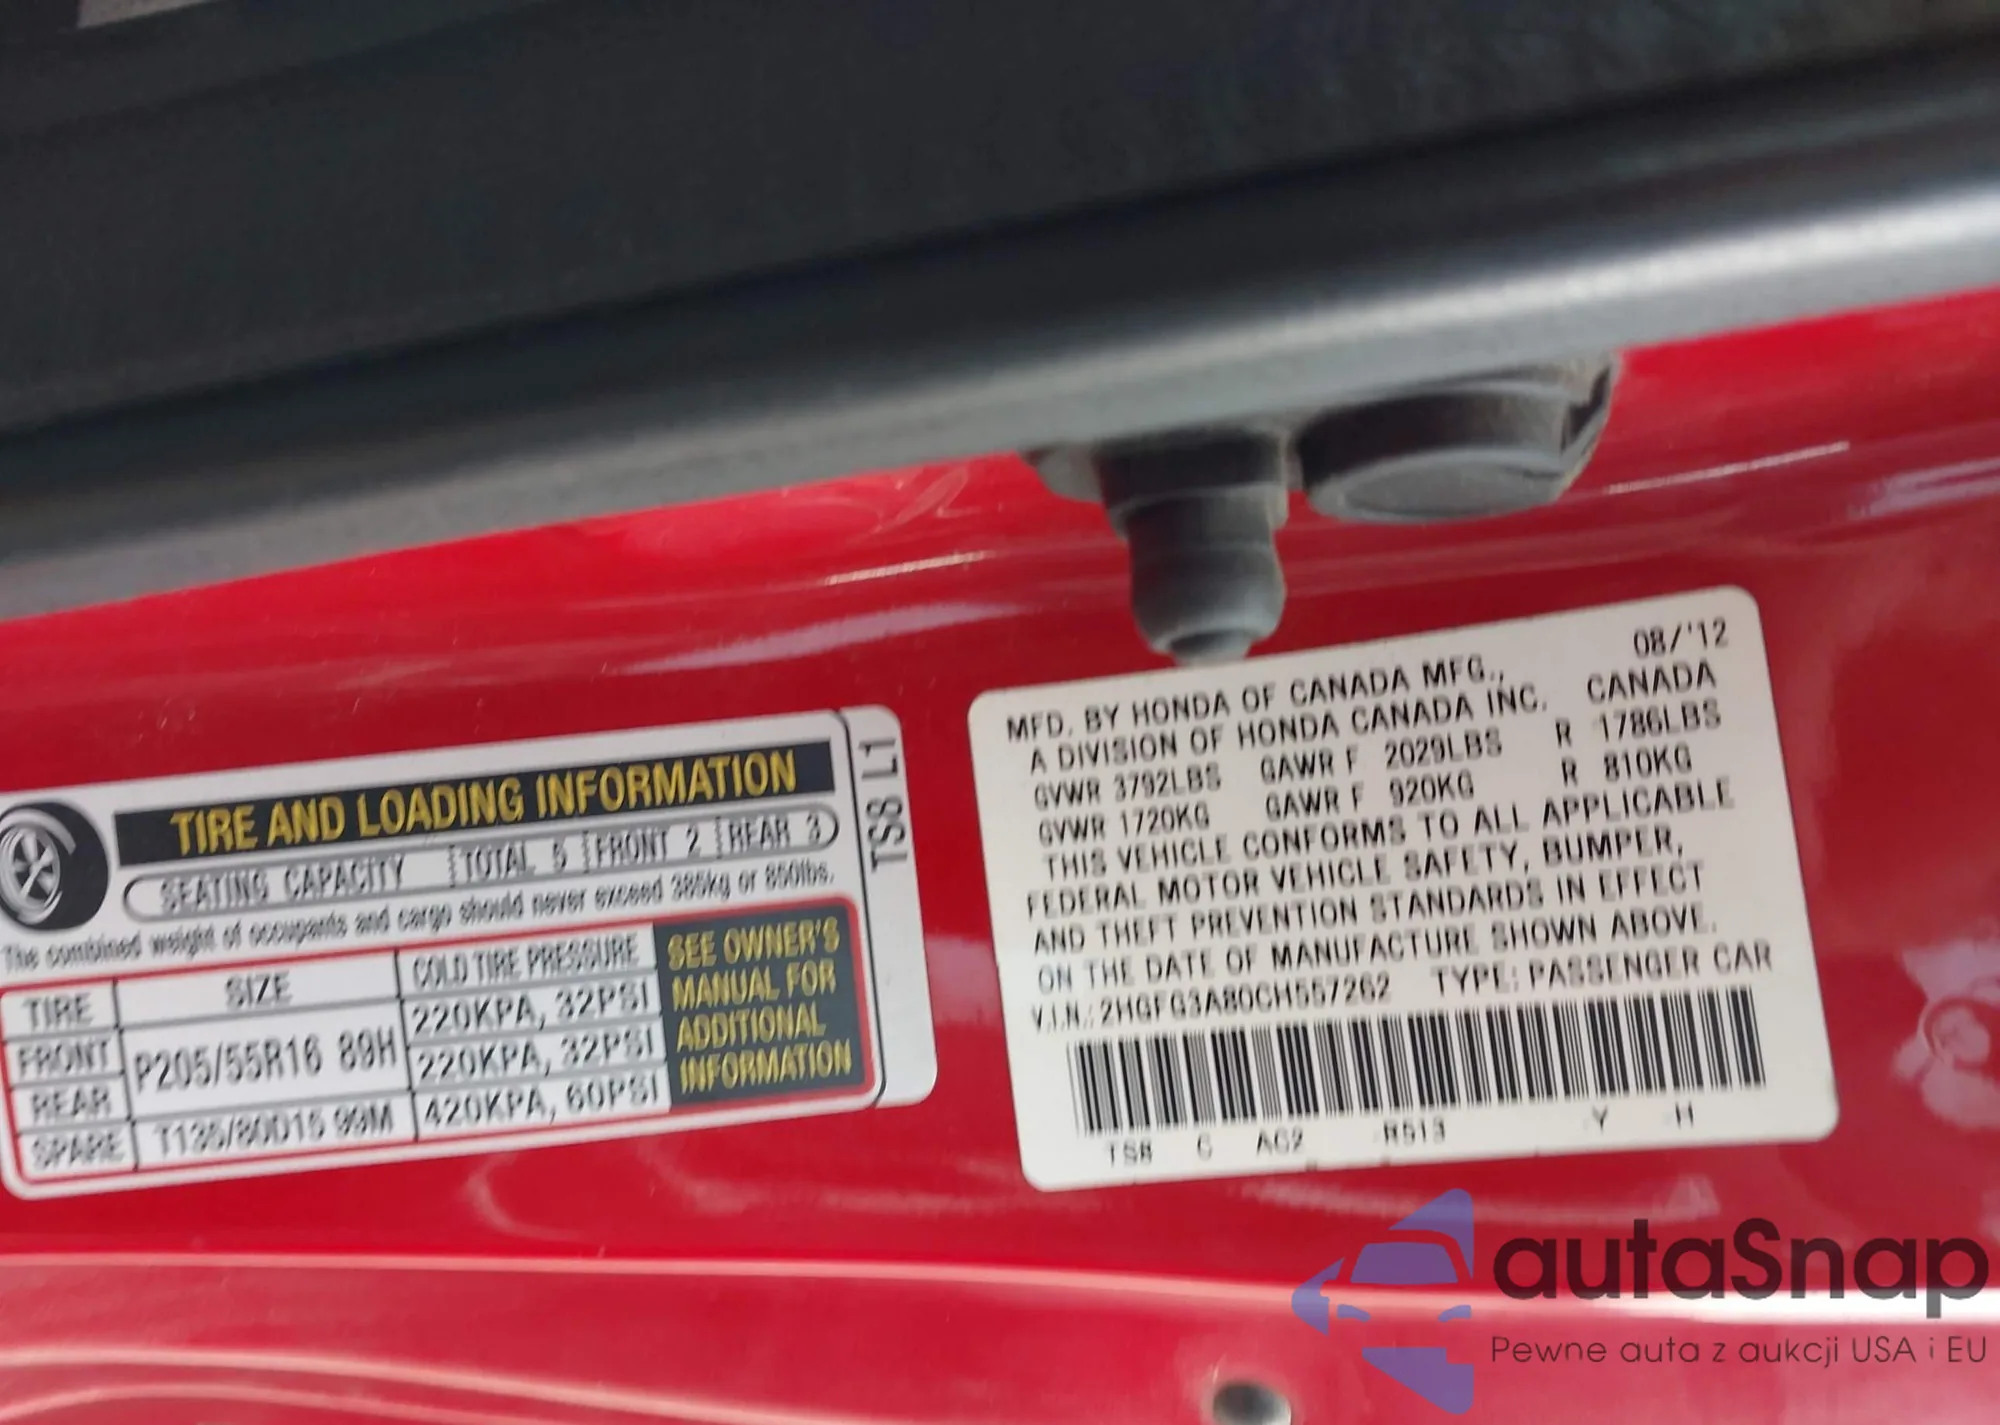 TIRE AND LOADING INFORMATION
SEATING CAPACITY TOTAL 5 FRONT 2 REAR 3
The combined weight of occupants and cargo should never exceed 385kg or 850lbs.
TIRE SIZE COLD TIRE PRESSURE
FRONT P205/55R16 89H 220KPA, 32PSI
REAR 220KPA, 32PSI
SPARE T135/80D15 99M 420KPA, 60PSI
SEE OWNER'S
MANUAL FOR
ADDITIONAL
INFORMATION
TS8 L1
08/'12
MFD. BY HONDA OF CANADA MFG.,
A DIVISION OF HONDA CANADA INC. CANADA
GVWR 3792LBS GAWR F 2029LBS R 1786LBS
GVWR 1720KG GAWR F 920KG R 810KG
THIS VEHICLE CONFORMS TO ALL APPLICABLE
FEDERAL MOTOR VEHICLE SAFETY, BUMPER,
AND THEFT PREVENTION STANDARDS IN EFFECT
ON THE DATE OF MANUFACTURE SHOWN ABOVE.
V.I.N.: 2HGFG3A80CH557262 TYPE: PASSENGER CAR
TS8 C AC2 R513 Y H
autaSnap
Pewne auta z aukcji USA i EU